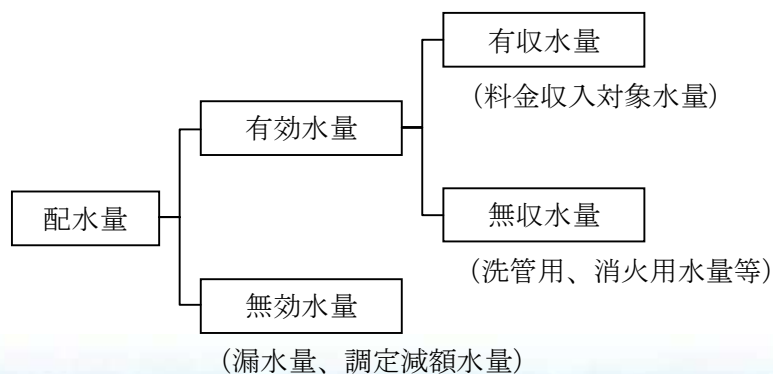 有収水量
(料金収入対象水量)
有効水量
無収水量
(洗管用、消火用水量等)
配水量
無効水量
(漏水量、調定減額水量)